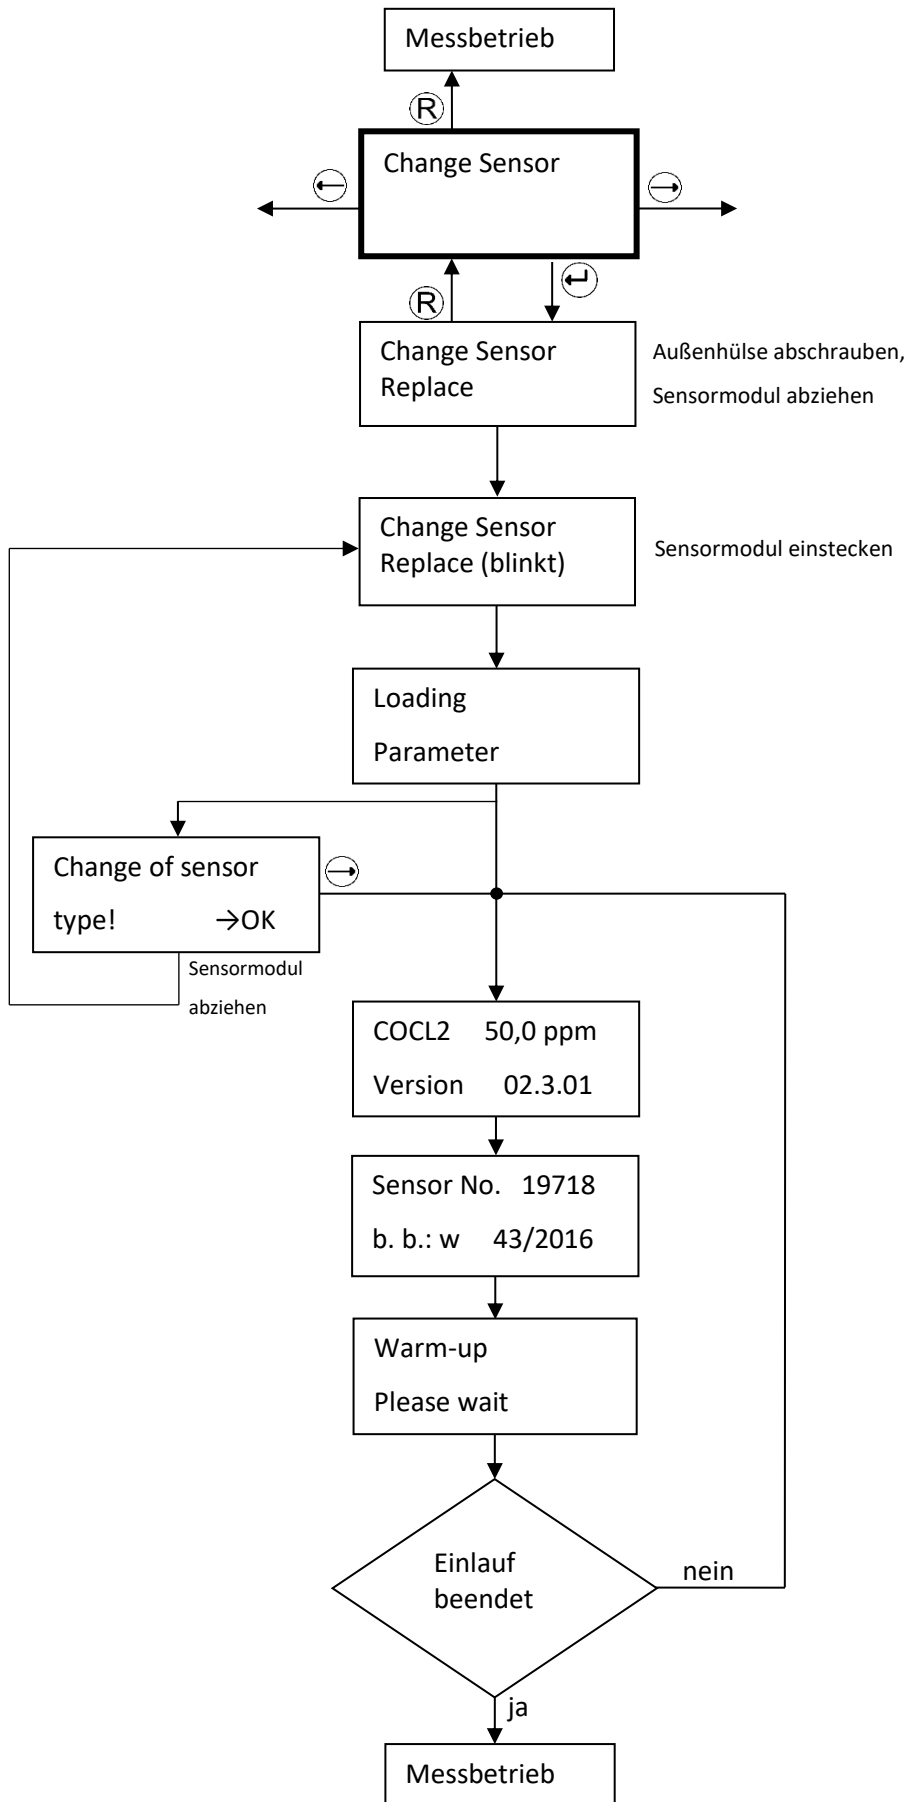 Messbetrieb
R
Change Sensor
←
→
R
↵
Change Sensor
Replace
Außenhülse abschrauben,
Sensormodul abziehen
Change Sensor
Replace (blinkt)
Sensormodul einstecken
Loading
Parameter
Change of sensor
type! →OK
→
Sensormodul
abziehen
COCL2 50,0 ppm
Version 02.3.01
Sensor No. 19718
b. b.: w 43/2016
Warm-up
Please wait
Einlauf
beendet
nein
ja
Messbetrieb